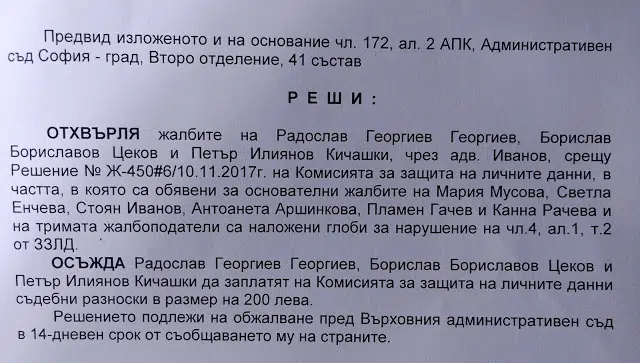 Предвид изложеното и на основание чл. 172, ал. 2 АПК, Административен
съд София - град, Второ отделение, 41 състав
Р Е Ш И :
ОТХВЪРЛЯ жалбите на Радослав Георгиев Георгиев, Борислав
Бориславов Цеков и Петър Илиянов Кичашки, чрез адв. Иванов, срещу
Решение № Ж-450#6/10.11.2017г. на Комисията за защита на личните данни, в
частта, в която са обявени за основателни жалбите на Мария Мусова, Светла
Енчева, Стоян Иванов, Антоанета Аршинкова, Пламен Гачев и Канна Рачева и
на тримата жалбоподатели са наложени глоби за нарушение на чл.4, ал.1, т.2
от ЗЗЛД.
ОСЪЖДА Радослав Георгиев Георгиев, Борислав Бориславов Цеков и
Петър Илиянов Кичашки да заплатят на Комисията за защита на личните данни
съдебни разноски в размер на 200 лева.
Решението подлежи на обжалване пред Върховния административен съд
в 14-дневен срок от съобщаването му на страните.